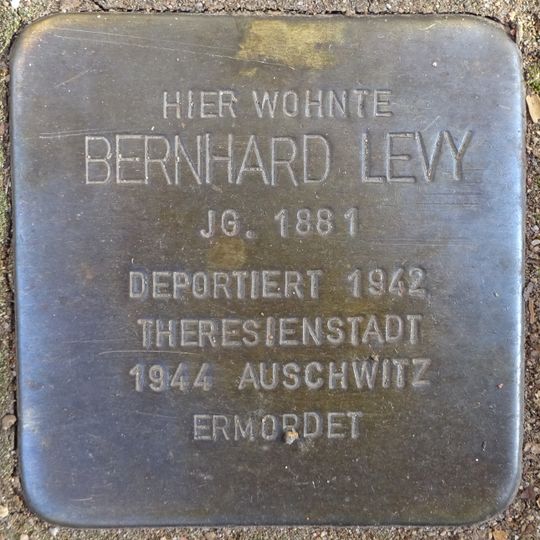 HIER WOHNTE
BERNHARD LEVY
JG. 1881
DEPORTIERT 1942
THERESIENSTADT
1944 AUSCHWITZ
ERMORDET